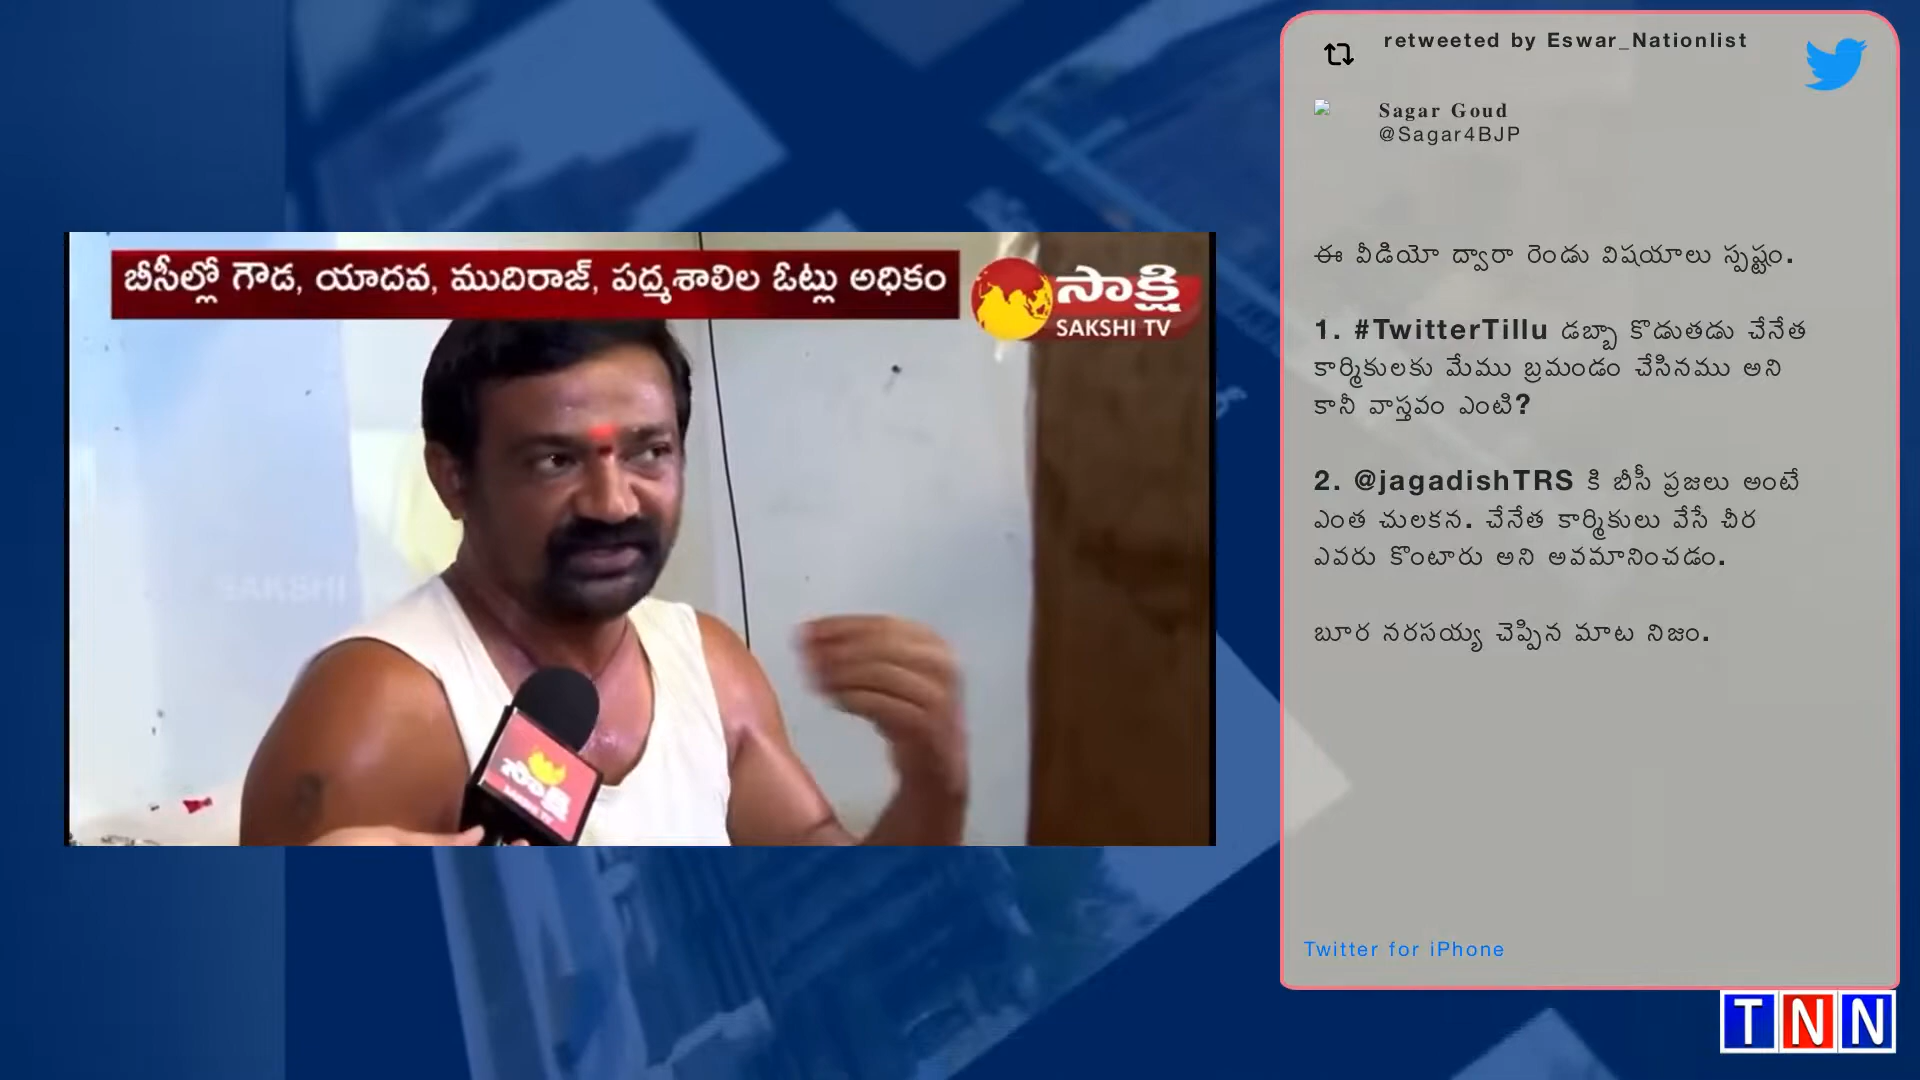 బీసీల్లో గౌడ, యాదవ, ముదిరాజ్, పద్మశాలిల ఓట్లు అధికం
సాక్షి
SAKSHI TV
SAKSHI
retweeted by Eswar_Nationlist
Sagar Goud
@Sagar4BJP
ఈ వీడియో ద్వారా రెండు విషయాలు స్పష్టం.
1. #TwitterTillu డబ్బా కొడుతడు చేనేత
కార్మికులకు మేము బ్రమండం చేసినము అని
కానీ వాస్తవం ఎంటి?
2. @jagadishTRS కి బీసీ ప్రజలు అంటే
ఎంత చులకన. చేనేత కార్మికులు వేసే చీర
ఎవరు కొంటారు అని అవమానించడం.
బూర నరసయ్య చెప్పిన మాట నిజం.
Twitter for iPhone
TNN